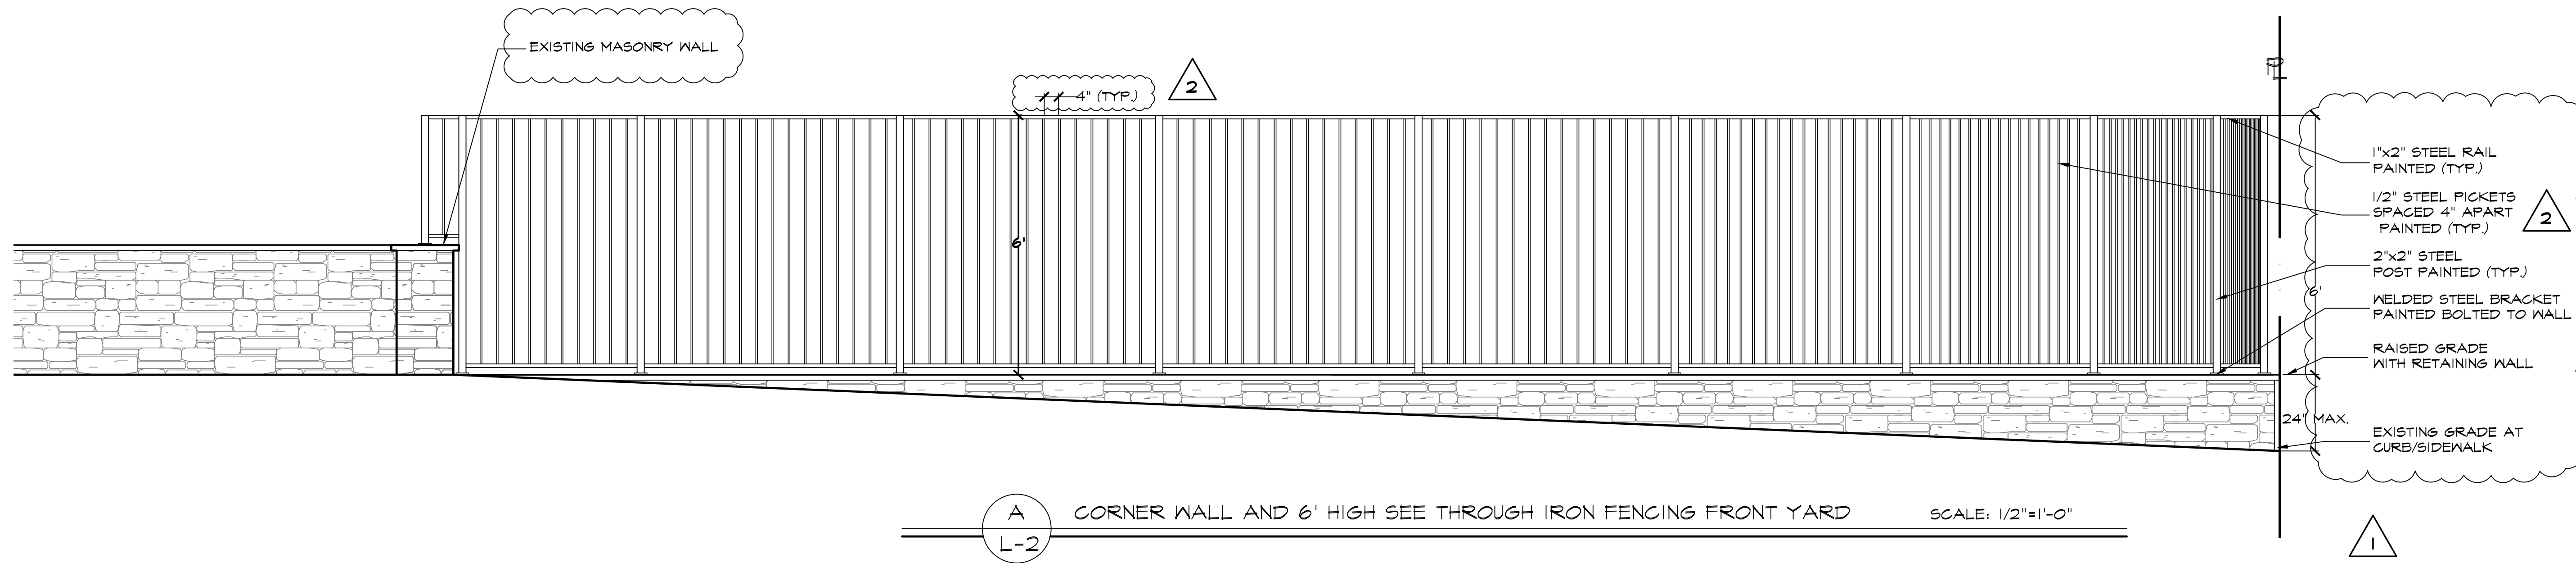 EXISTING MASONRY WALL
4" (TYP.)
2
6'
1"x2" STEEL RAIL
PAINTED (TYP.)
1/2" STEEL PICKETS
SPACED 4" APART
PAINTED (TYP.)
2
2"x2" STEEL
POST PAINTED (TYP.)
6'
WELDED STEEL BRACKET
PAINTED BOLTED TO WALL
RAISED GRADE
WITH RETAINING WALL
24" MAX.
EXISTING GRADE AT
CURB/SIDEWALK
A
L-2
CORNER WALL AND 6' HIGH SEE THROUGH IRON FENCING FRONT YARD
SCALE: 1/2"=1'-0"
1